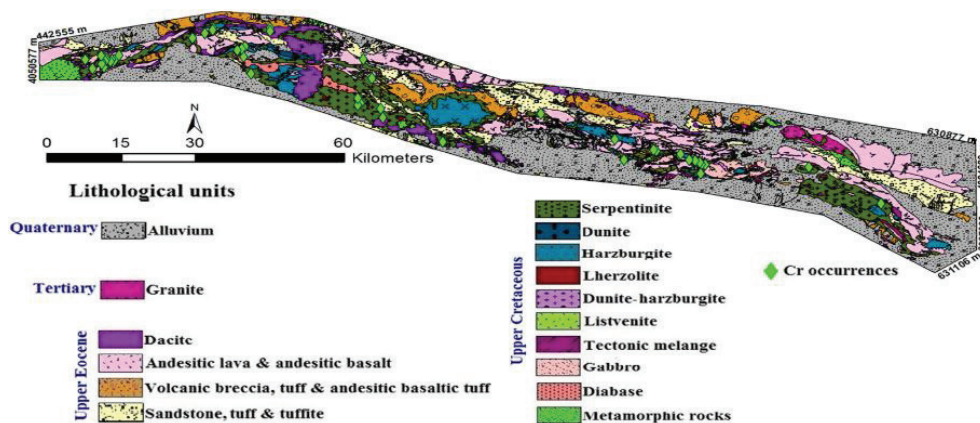 442555 m
4050577 m
630877 m
N
0 15 30 60
Kilometers
631106 m
Lithological units
Quaternary
Alluvium
Tertiary
Granite
Upper Eocene
Dacite
Andesitic lava & andesitic basalt
Volcanic breccia, tuff & andesitic basaltic tuff
Sandstone, tuff & tuffite
Upper Cretaceous
Serpentinite
Dunite
Harzburgite
Lherzolite
Dunite-harzburgite
Listvenite
Tectonic melange
Gabbro
Diabase
Metamorphic rocks
Cr occurrences